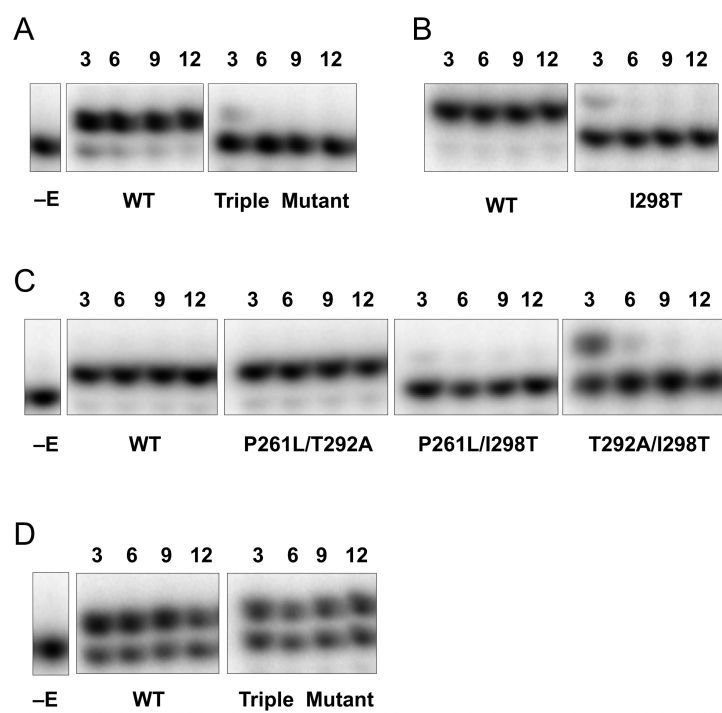 A
B
3 6 9 12 3 6 9 12
3 6 9 12 3 6 9 12
–E WT Triple Mutant
WT I298T
C
3 6 9 12 3 6 9 12 3 6 9 12 3 6 9 12
–E WT P261L/T292A P261L/I298T T292A/I298T
D
3 6 9 12 3 6 9 12
–E WT Triple Mutant